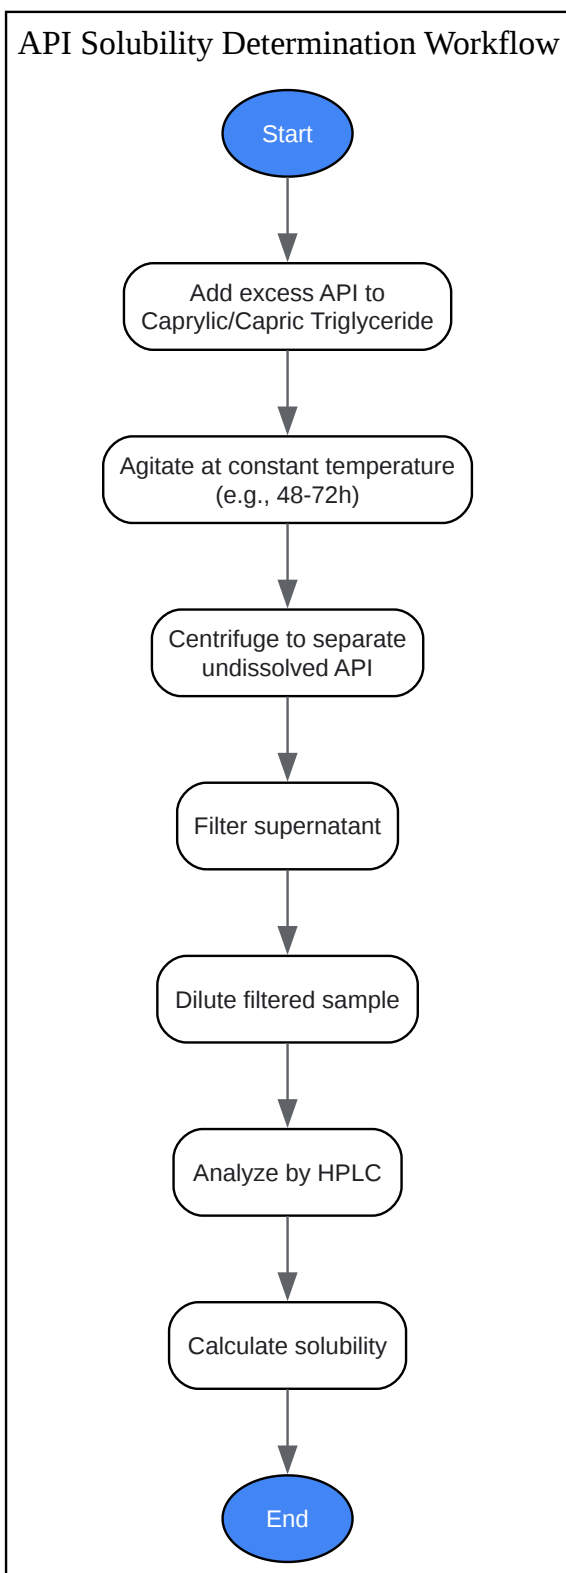 API Solubility Determination Workflow
Start
Add excess API to
Caprylic/Capric Triglyceride
Agitate at constant temperature
(e.g., 48-72h)
Centrifuge to separate
undissolved API
Filter supernatant
Dilute filtered sample
Analyze by HPLC
Calculate solubility
End